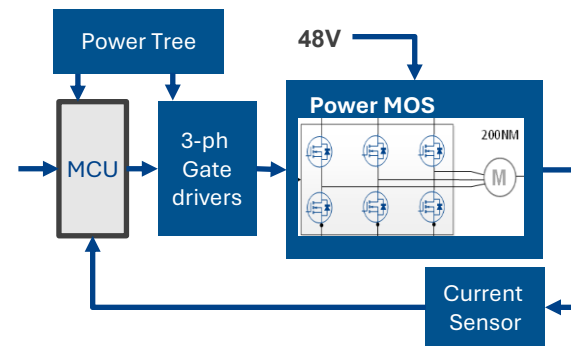 Power Tree
48V
Power MOS
MCU
3-ph
Gate
drivers
200NM
M
Current
Sensor